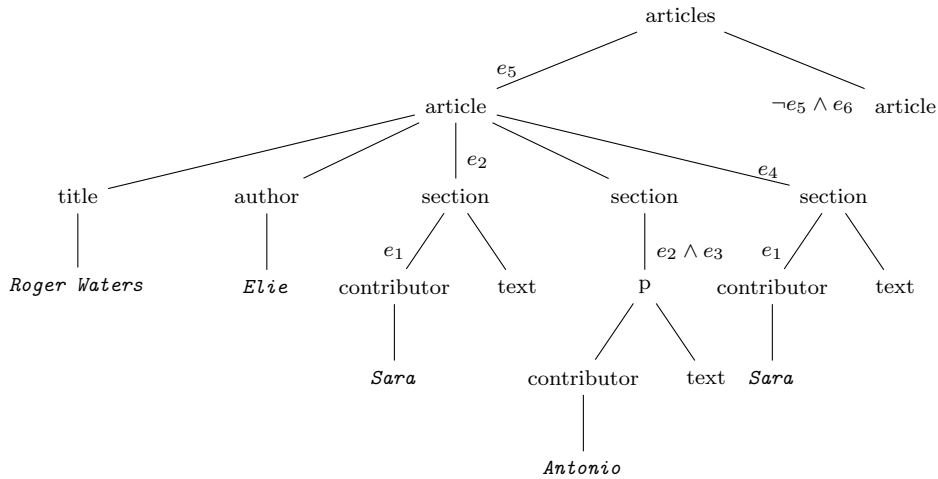 articles
e5
article
¬e5 ∧ e6 article
e2
e4
title author section section section
e1 e2 ∧ e3 e1
Roger Waters Elie contributor text p contributor text
Sara contributor text Sara
Antonio